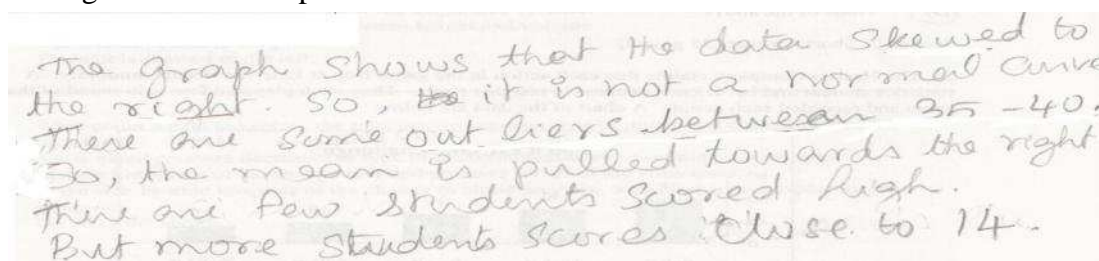 The graph shows that the data skewed to
the right. So, it is not a normal curve
There are some outliers between 35 - 40.
So, the mean is pulled towards the right
There are few students scored high.
But more students scores close to 14.